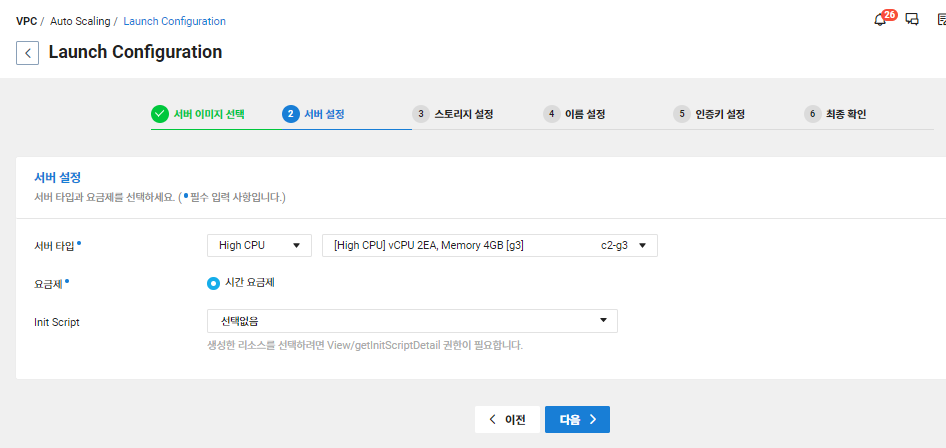 VPC / Auto Scaling / Launch Configuration
26
Launch Configuration
서버 이미지 선택
2 서버 설정
3 스토리지 설정
4 이름 설정
5 인증키 설정
6 최종 확인
서버 설정
서버 타입과 요금제를 선택하세요. ( • 필수 입력 사항입니다.)
서버 타입 •
High CPU
[High CPU] vCPU 2EA, Memory 4GB [g3] c2-g3
요금제 •
시간 요금제
Init Script
선택없음
생성한 리소스를 선택하려면 View/getInitScriptDetail 권한이 필요합니다.
이전
다음